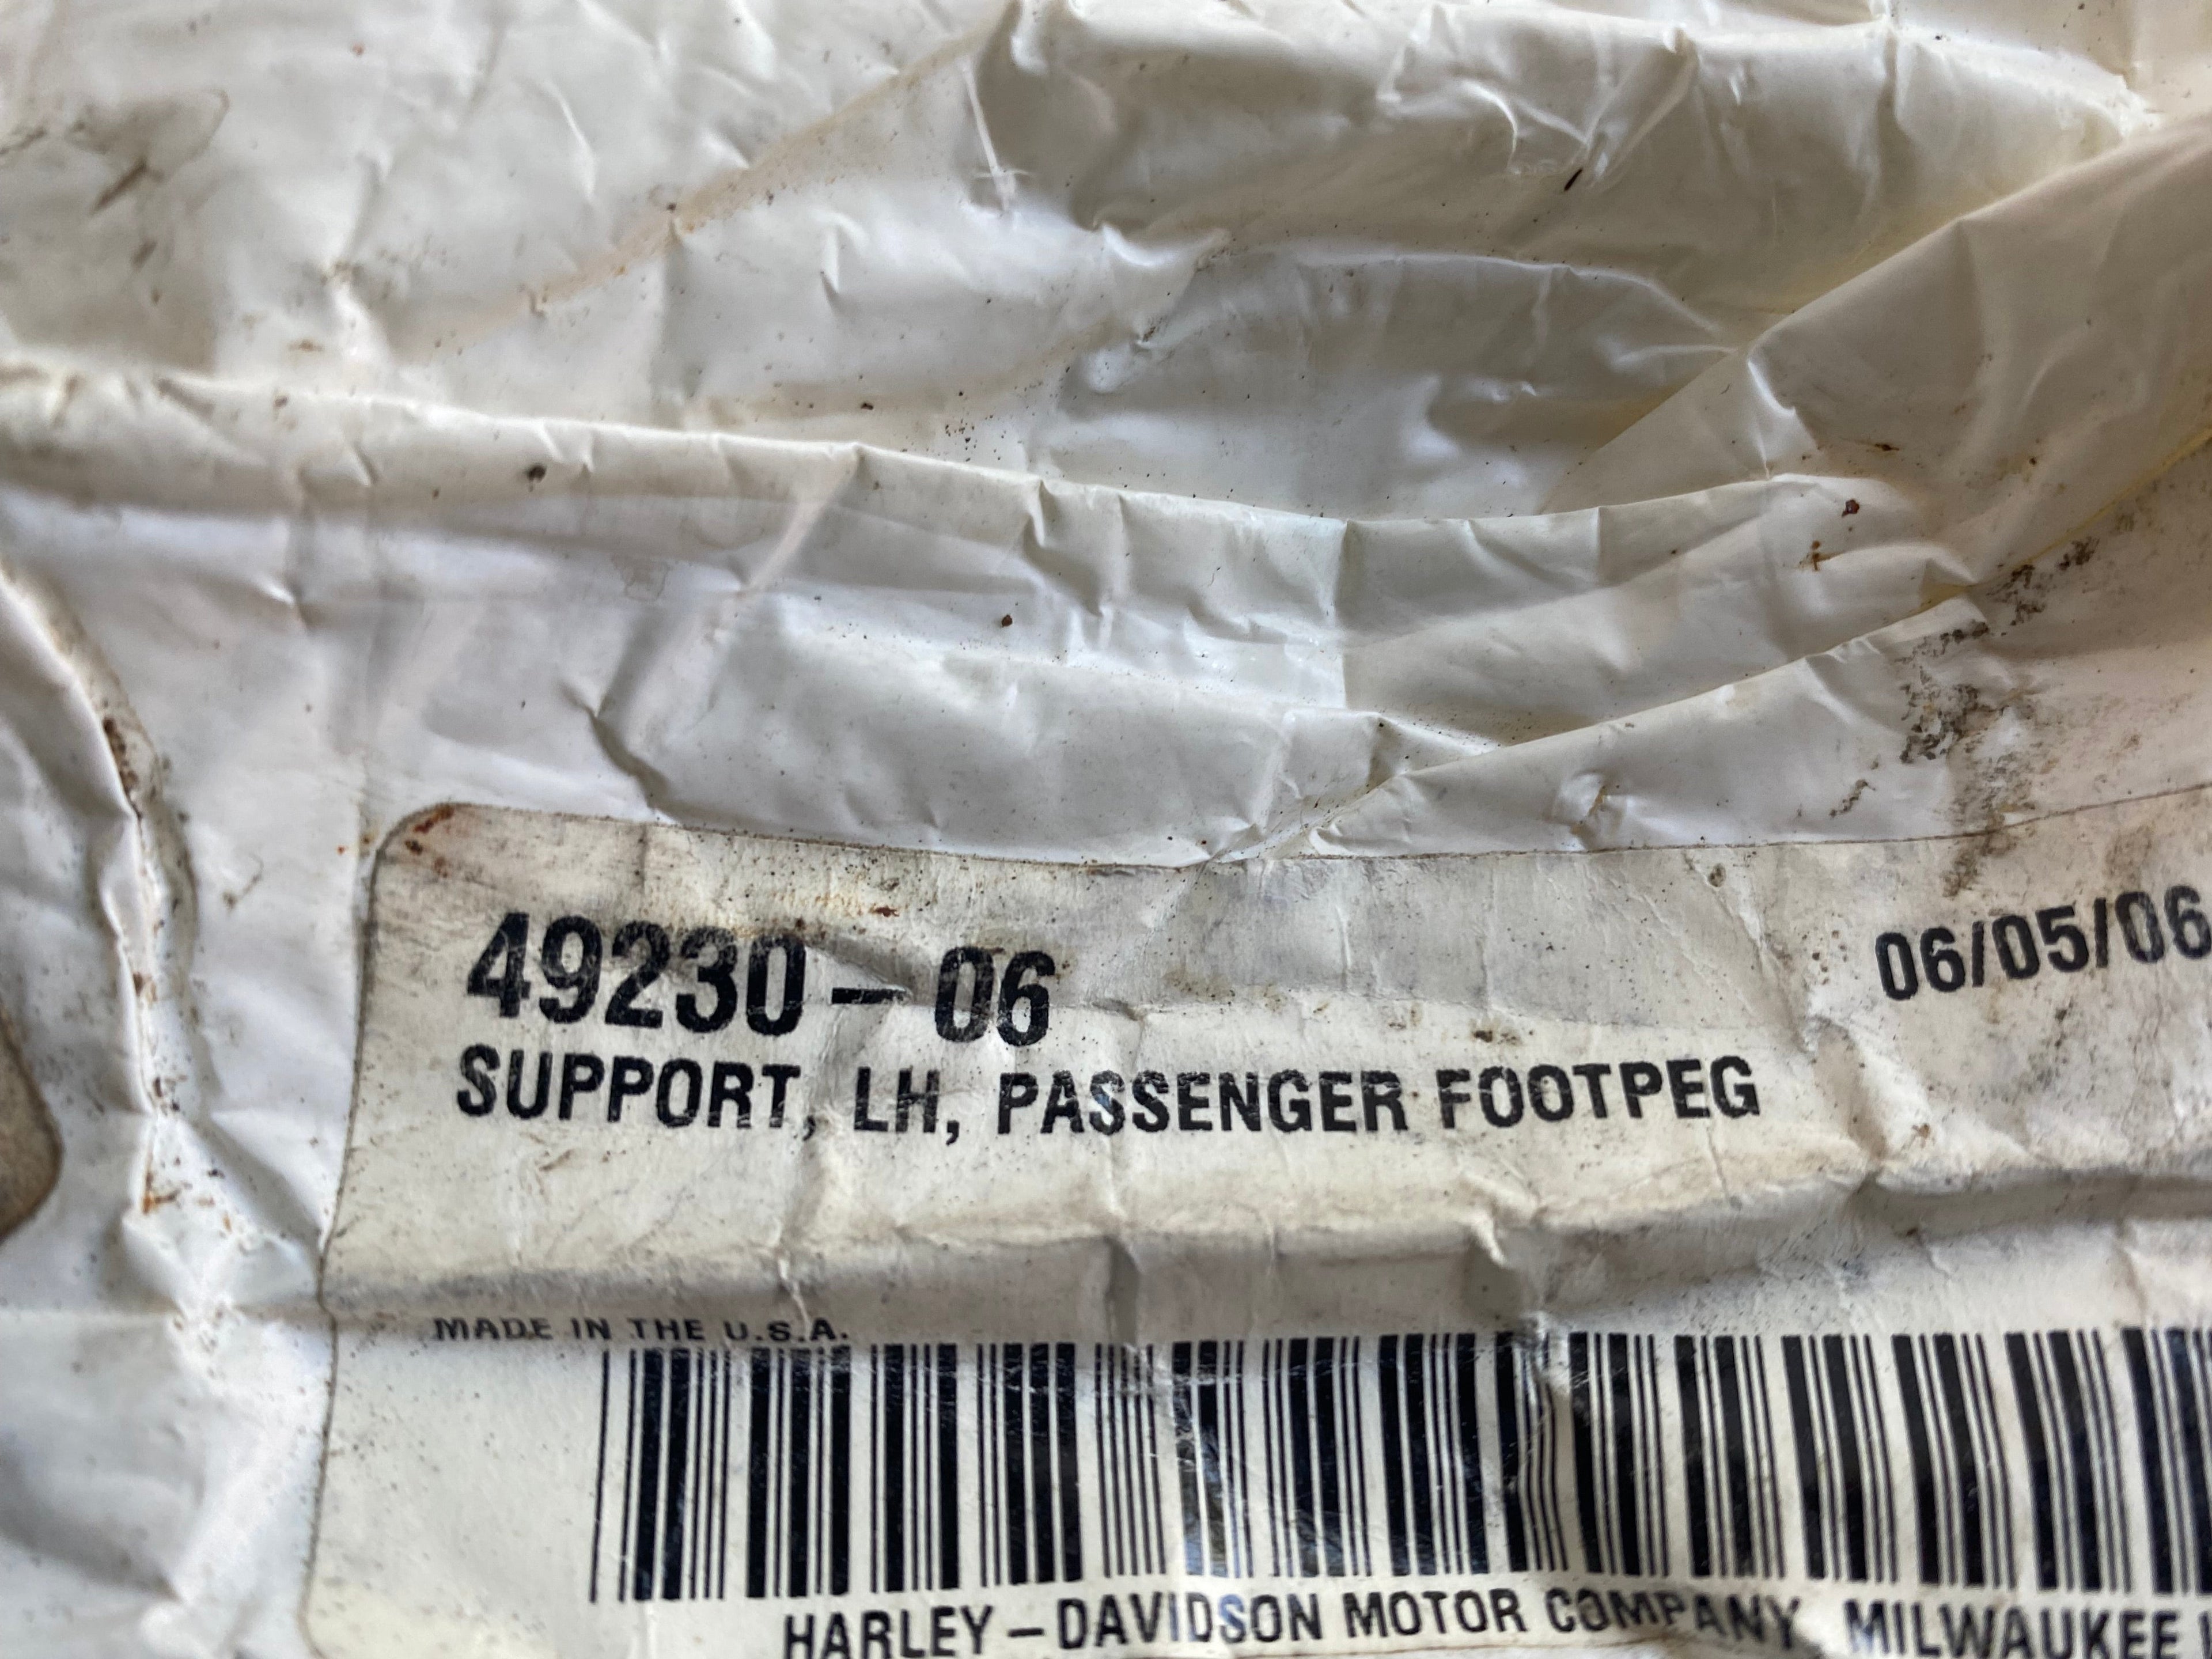 49230-06 06/05/06
SUPPORT, LH, PASSENGER FOOTPEG
MADE IN THE U.S.A.
HARLEY-DAVIDSON MOTOR COMPANY MILWAUKEE